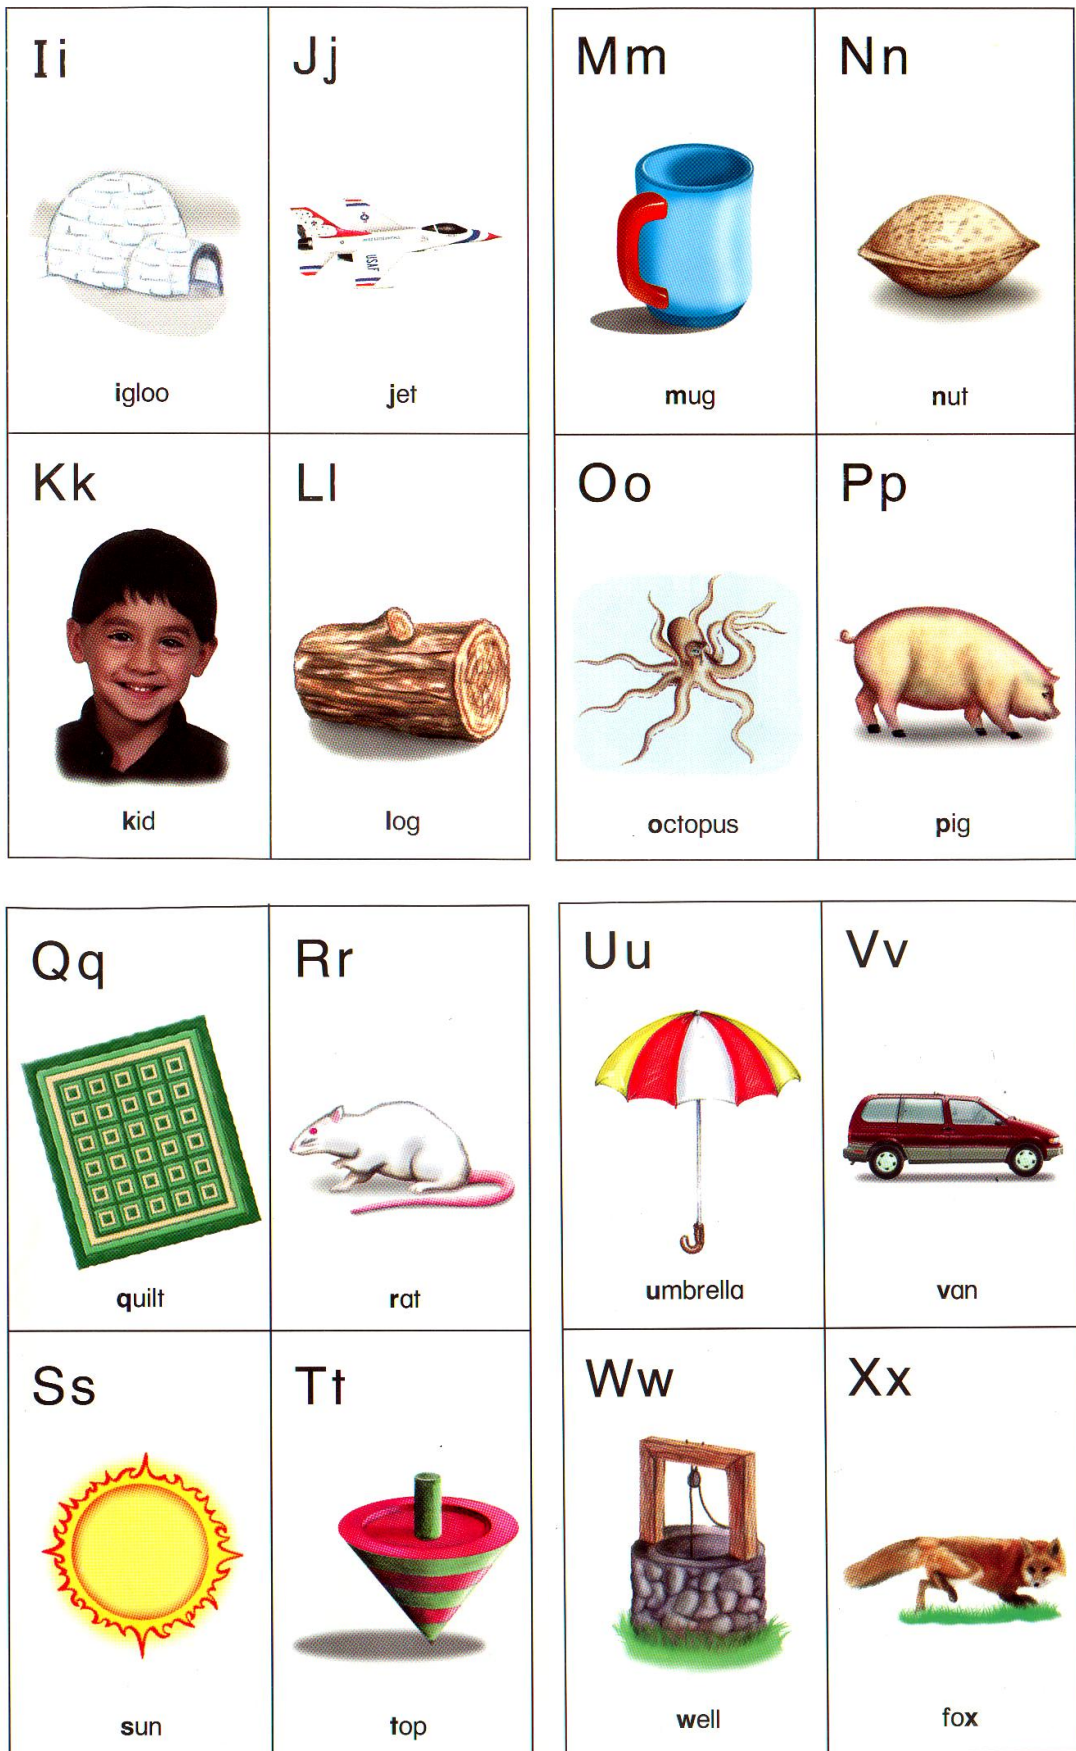 Ii
Jj
USAF
igloo
jet
Kk
Ll
kid
log
Mm
Nn
mug
nut
Oo
Pp
octopus
pig
Qq
Rr
quilt
rat
Ss
Tt
sun
top
Uu
Vv
umbrella
van
Ww
Xx
well
fox